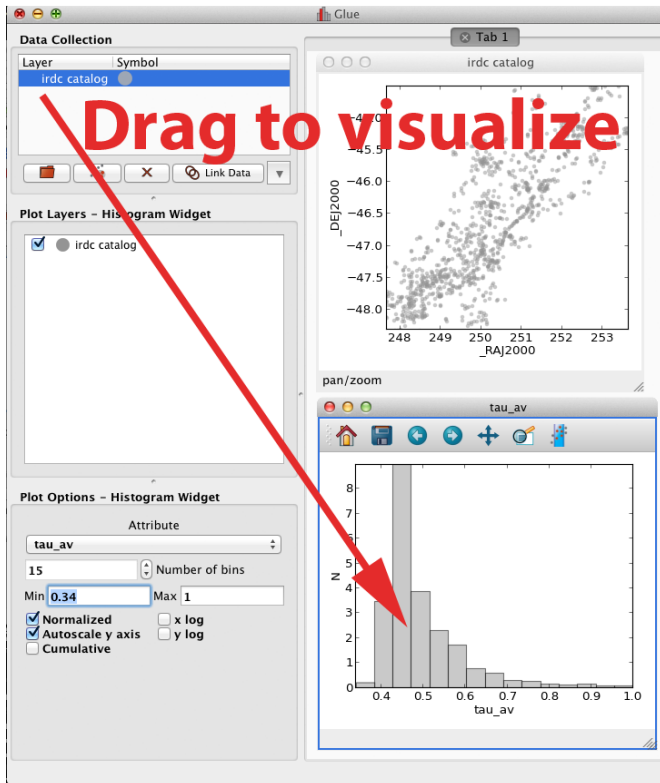 Glue
Data Collection
Layer Symbol
irdc catalog
Drag to visualize
Link Data
Plot Layers – Histogram Widget
irdc catalog
Plot Options – Histogram Widget
Attribute
tau_av
15 Number of bins
Min 0.34 Max 1
Normalized x log
Autoscale y axis y log
Cumulative
Tab 1
irdc catalog
_DEJ2000
−45.5
−46.0
−46.5
−47.0
−47.5
−48.0
248 249 250 251 252 253
_RAJ2000
pan/zoom
tau_av
N
8
7
6
5
4
3
2
1
0
0.4 0.5 0.6 0.7 0.8 0.9 1.0
tau_av